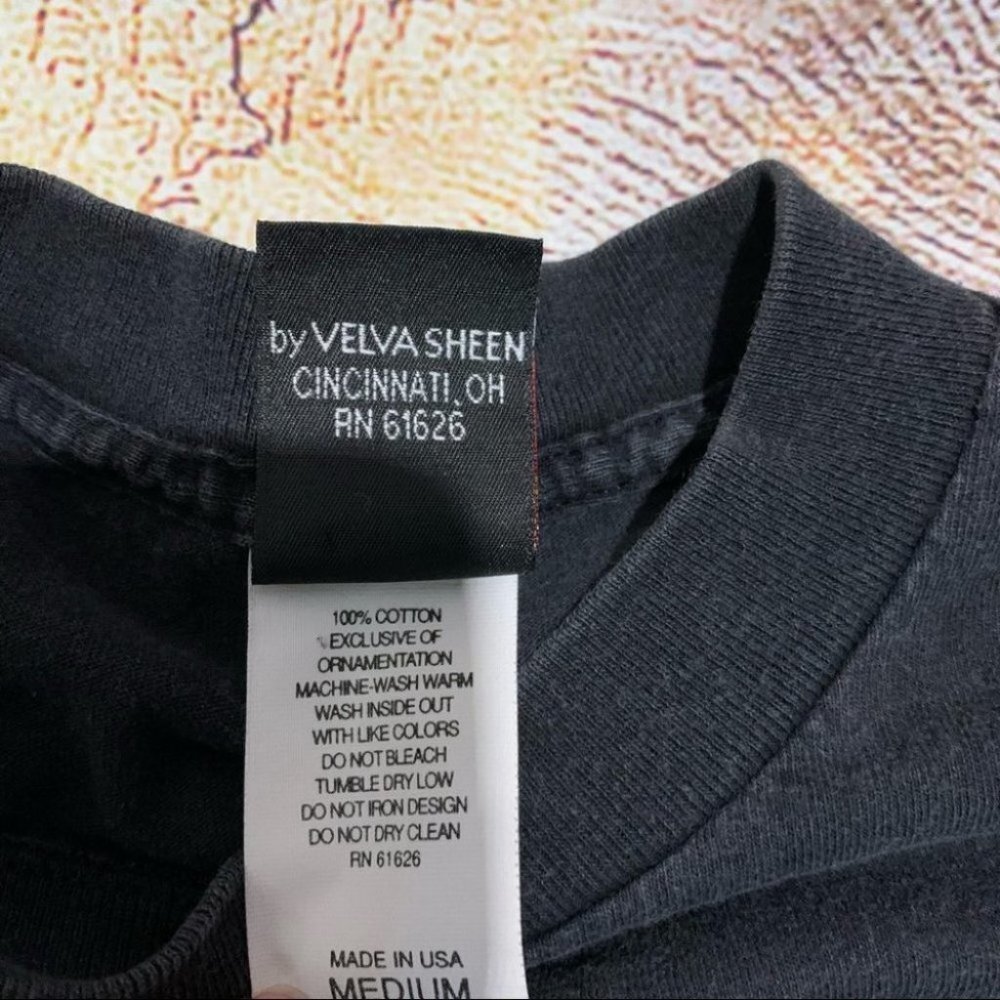 by VELVA SHEEN
CINCINNATI, OH
RN 61626
100% COTTON
EXCLUSIVE OF
ORNAMENTATION
MACHINE-WASH WARM
WASH INSIDE OUT
WITH LIKE COLORS
DO NOT BLEACH
TUMBLE DRY LOW
DO NOT IRON DESIGN
DO NOT DRY CLEAN
RN 61626
MADE IN USA
MEDIUM